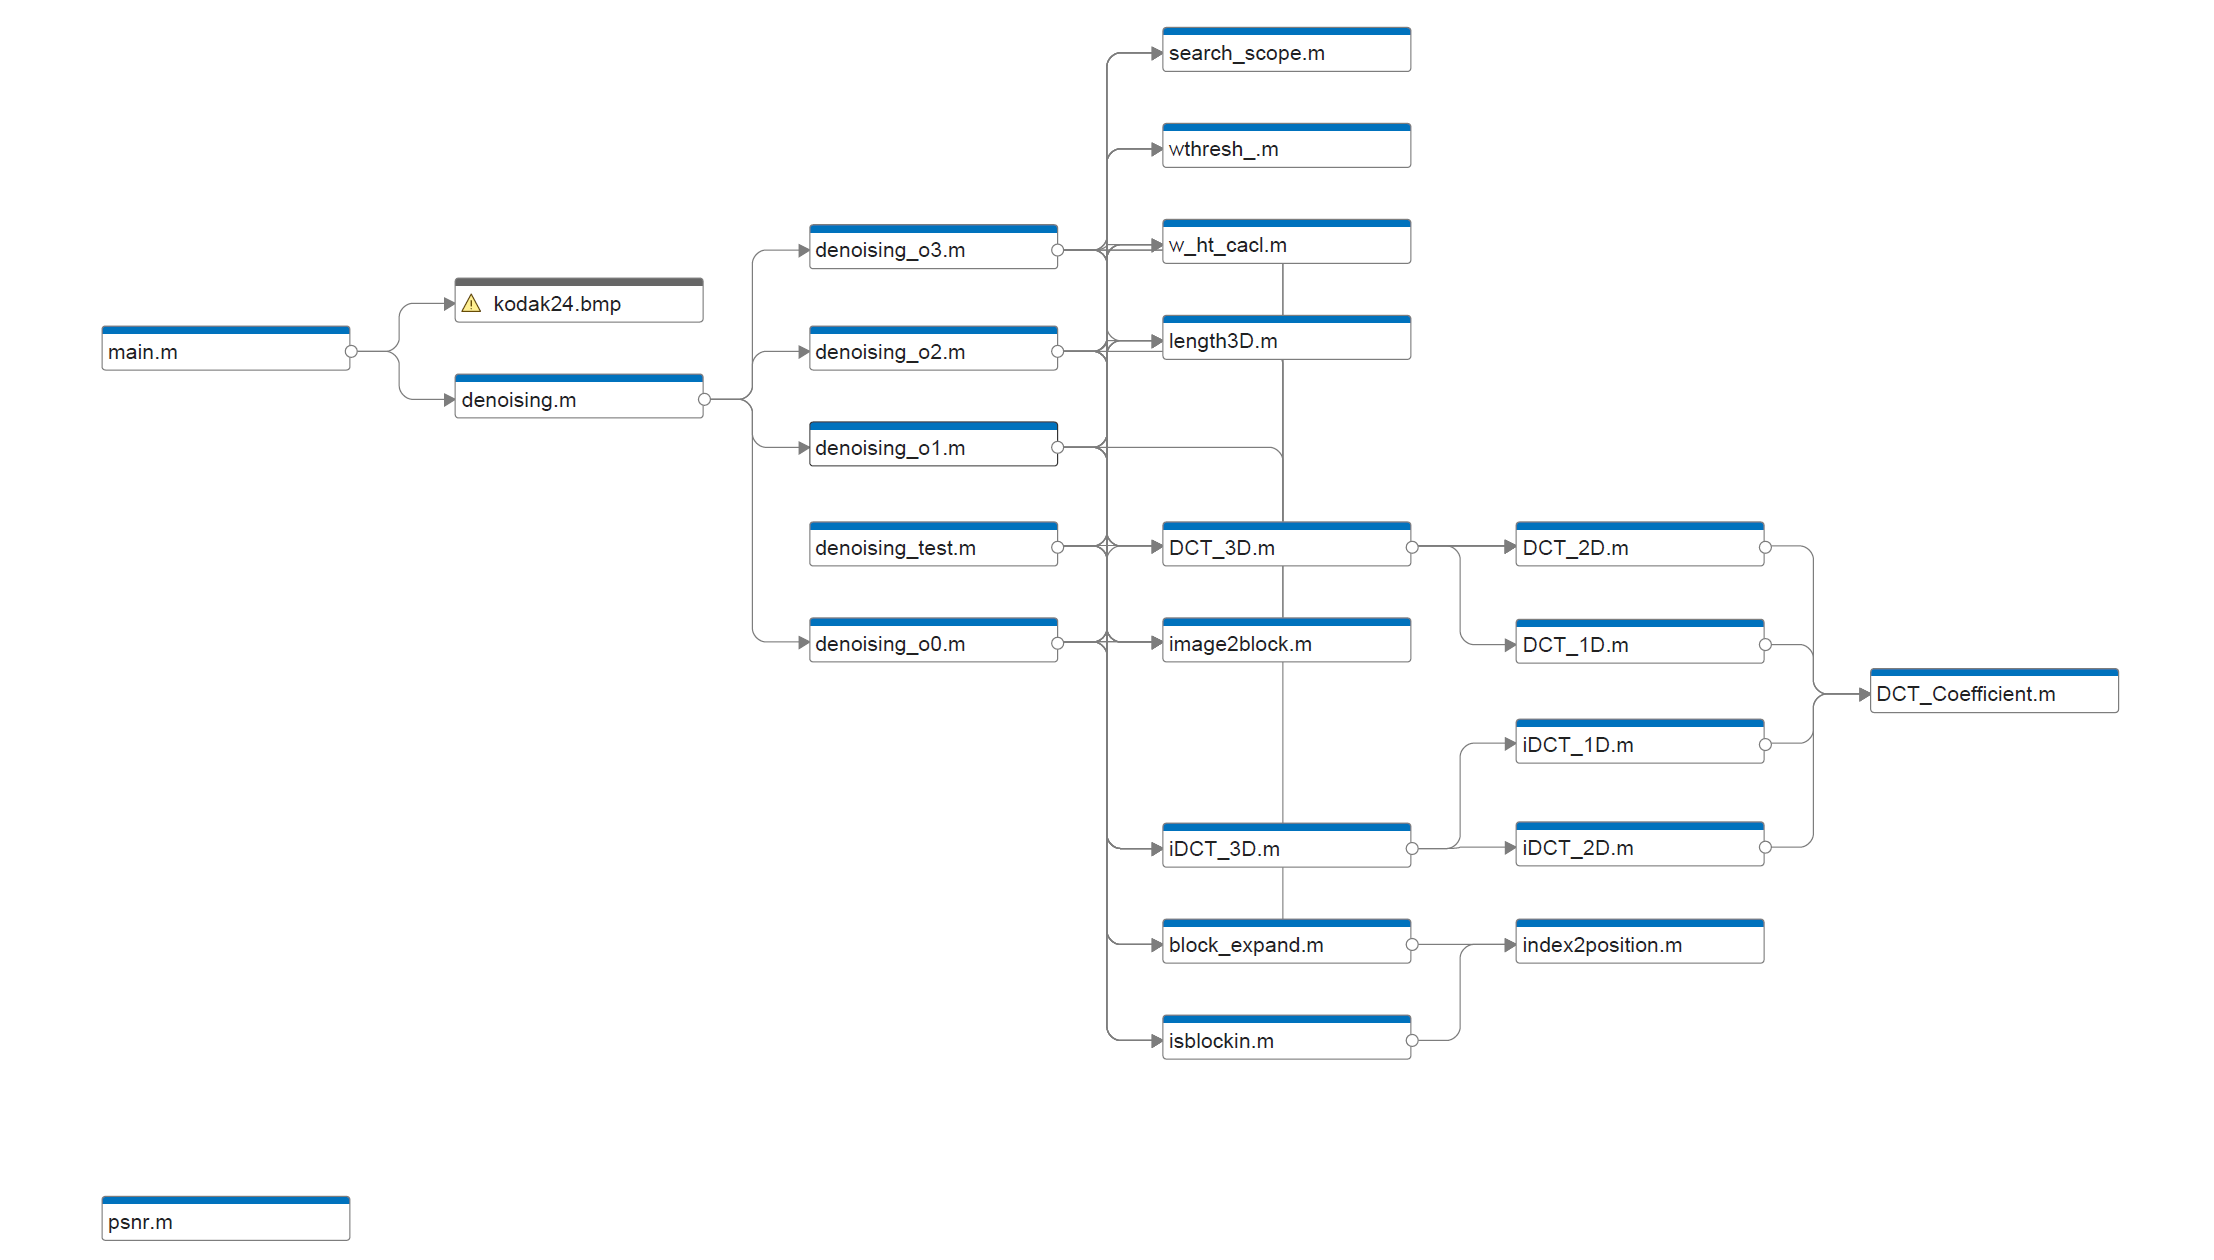 main.m
kodak24.bmp
denoising.m
denoising_o3.m
denoising_o2.m
denoising_o1.m
denoising_test.m
denoising_o0.m
search_scope.m
wthresh_.m
w_ht_cacl.m
length3D.m
DCT_3D.m
image2block.m
iDCT_3D.m
block_expand.m
isblockin.m
DCT_2D.m
DCT_1D.m
iDCT_1D.m
iDCT_2D.m
index2position.m
DCT_Coefficient.m
psnr.m